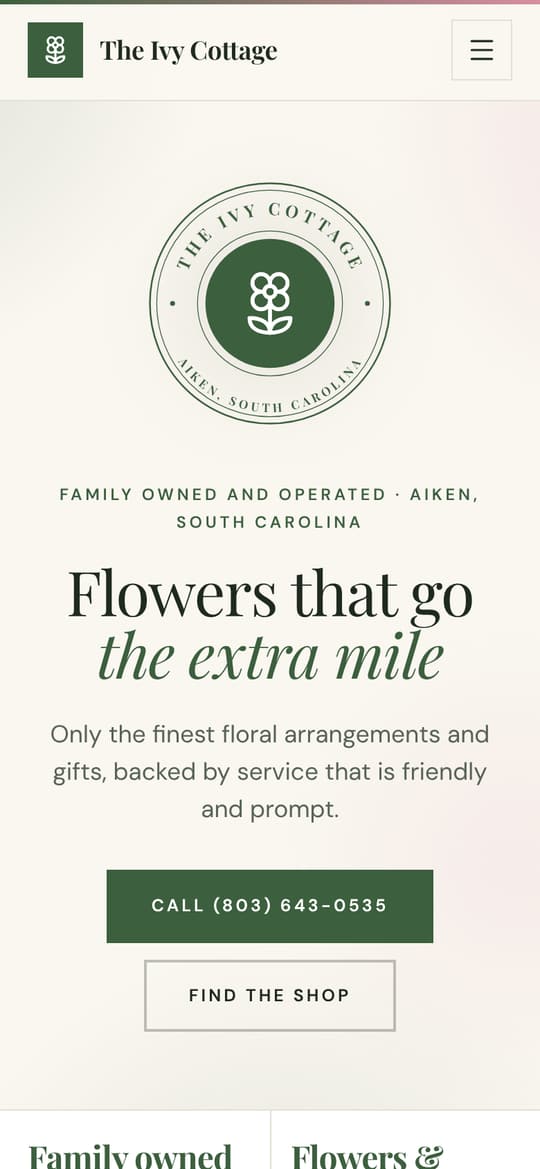 The Ivy Cottage
THE IVY COTTAGE
AIKEN, SOUTH CAROLINA
FAMILY OWNED AND OPERATED · AIKEN,
SOUTH CAROLINA
Flowers that go
the extra mile
Only the finest floral arrangements and
gifts, backed by service that is friendly
and prompt.
CALL (803) 643-0535
FIND THE SHOP
Family owned
Flowers &